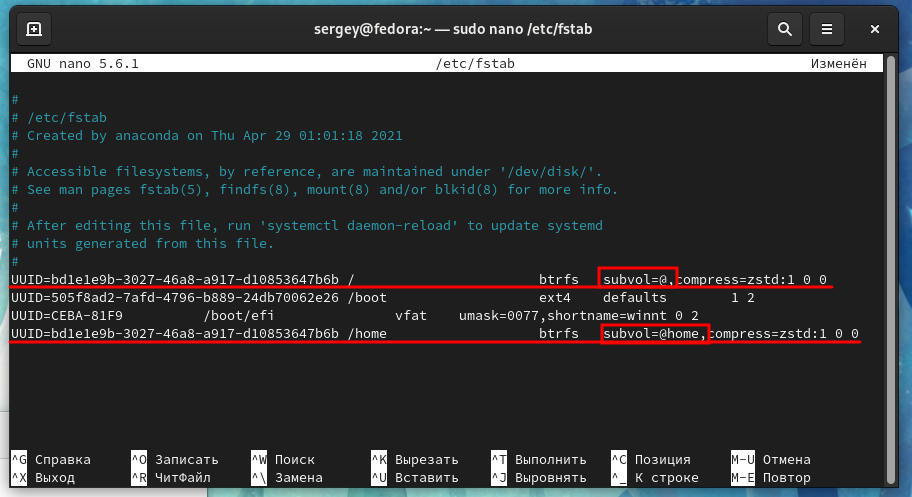 sergey@fedora:~ — sudo nano /etc/fstab
GNU nano 5.6.1 /etc/fstab Изменён
#
# /etc/fstab
# Created by anaconda on Thu Apr 29 01:01:18 2021
#
# Accessible filesystems, by reference, are maintained under '/dev/disk/'.
# See man pages fstab(5), findfs(8), mount(8) and/or blkid(8) for more info.
#
# After editing this file, run 'systemctl daemon-reload' to update systemd
# units generated from this file.
#
UUID=bd1e1e9b-3027-46a8-a917-d10853647b6b / btrfs subvol=@,compress=zstd:1 0 0
UUID=505f8ad2-7afd-4796-b889-24db70062e26 /boot ext4 defaults 1 2
UUID=CEBA-81F9 /boot/efi vfat umask=0077,shortname=winnt 0 2
UUID=bd1e1e9b-3027-46a8-a917-d10853647b6b /home btrfs subvol=@home,compress=zstd:1 0 0
^G Справка ^O Записать ^W Поиск ^K Вырезать ^T Выполнить ^C Позиция M-U Отмена
^X Выход ^R ЧитФайл ^\ Замена ^U Вставить ^J Выровнять ^_ К строке M-E Повтор